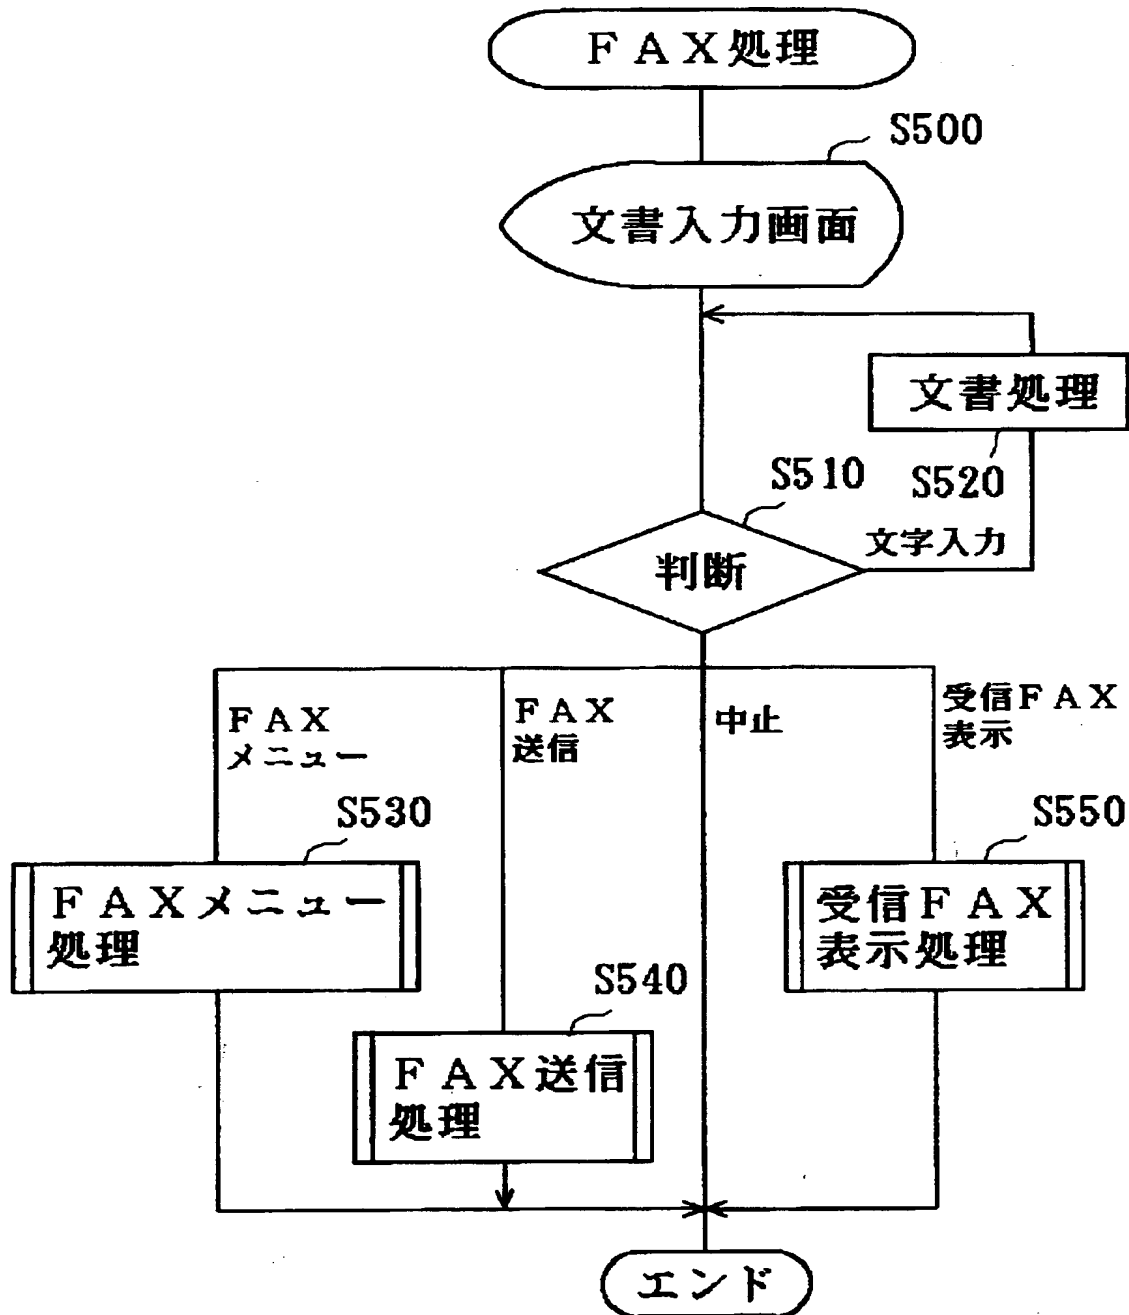 ＦＡＸ処理
S500
文書入力画面
文書処理
S520
S510
文字入力
判断
ＦＡＸ
メニュー
ＦＡＸ
送信
中止
受信ＦＡＸ
表示
S530
ＦＡＸメニュー
処理
S550
受信ＦＡＸ
表示処理
S540
ＦＡＸ送信
処理
エンド